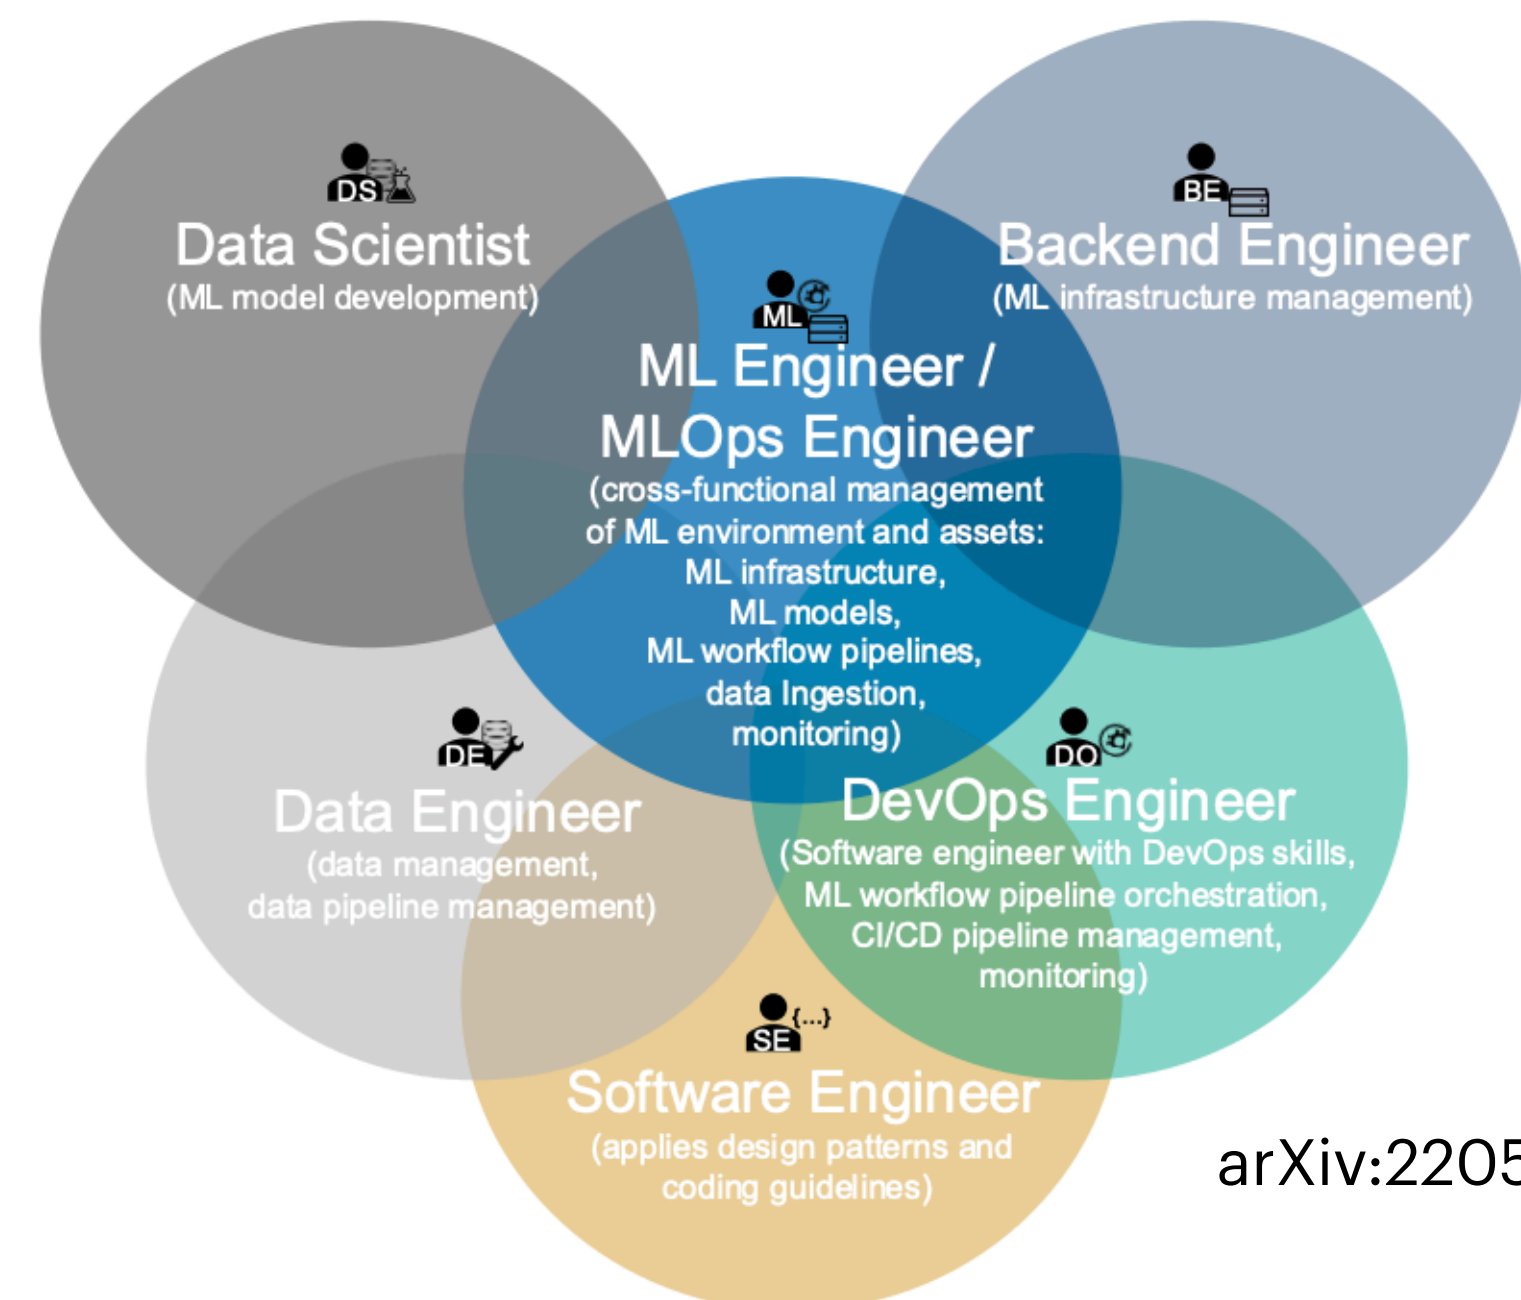 DS
Data Scientist
(ML model development)
BE
Backend Engineer
(ML infrastructure management)
ML
ML Engineer /
MLOps Engineer
(cross-functional management
of ML environment and assets:
ML infrastructure,
ML models,
ML workflow pipelines,
data Ingestion,
monitoring)
DE
Data Engineer
(data management,
data pipeline management)
DO
DevOps Engineer
(Software engineer with DevOps skills,
ML workflow pipeline orchestration,
CI/CD pipeline management,
monitoring)
SE {...}
Software Engineer
(applies design patterns and
coding guidelines)
arXiv:2205